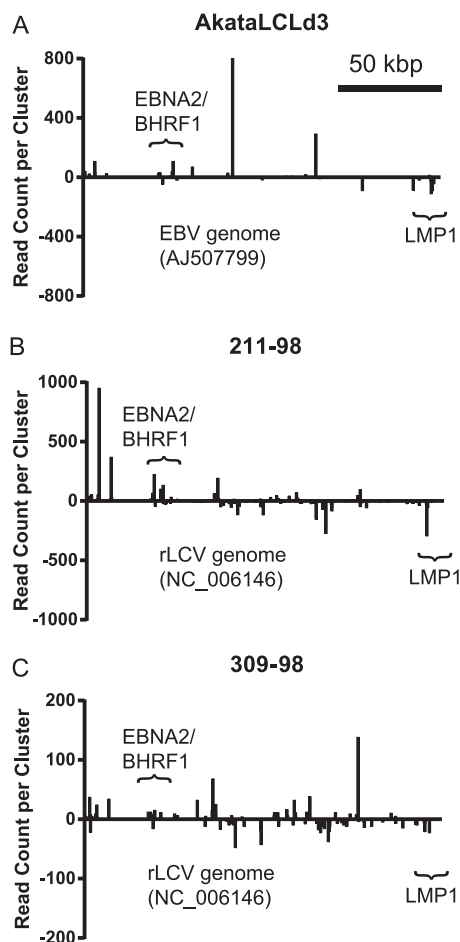 A
AkataLCLd3
Read Count per Cluster
800
400
0
-400
-800
50 kbp
EBNA2/
BHRF1
EBV genome
(AJ507799)
LMP1
B
211-98
Read Count per Cluster
1000
500
0
-500
-1000
EBNA2/
BHRF1
rLCV genome
(NC_006146)
LMP1
C
309-98
Read Count per Cluster
200
100
0
-100
-200
EBNA2/
BHRF1
rLCV genome
(NC_006146)
LMP1